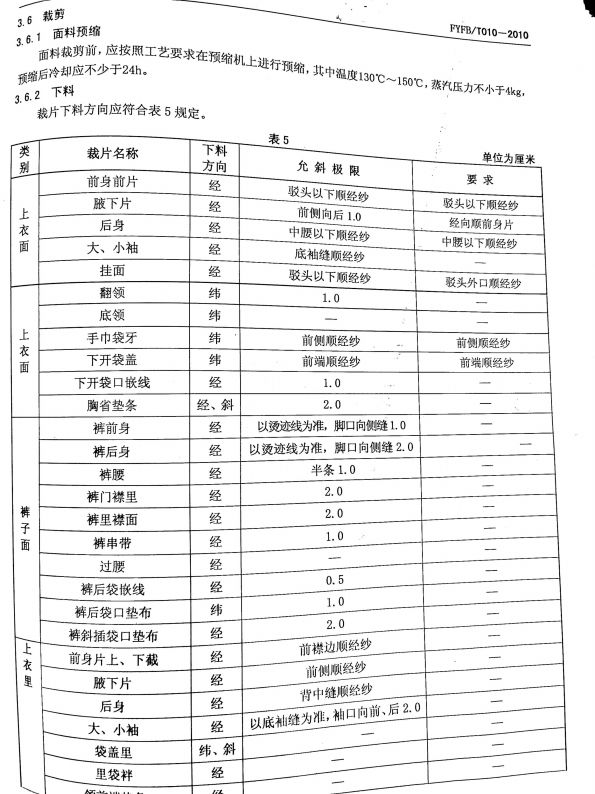 FYFB/T010—2010
3.6 裁剪
3.6.1 面料预缩
面料裁剪前，应按照工艺要求在预缩机上进行预缩，其中温度130℃～150℃，蒸汽压力不小于4kg，
预缩后冷却应不少于24h。
3.6.2 下料
裁片下料方向应符合表 5 规定。
表 5
单位为厘米
类别 裁片名称 下料方向 允斜极限 要求
上衣面 前身前片 经 驳头以下顺经纱 驳头以下顺经纱
腋下片 经 前侧向后 1.0 经向顺前身片
后身 经 中腰以下顺经纱 中腰以下顺经纱
大、小袖 经 底袖缝顺经纱 —
挂面 经 驳头以下顺经纱 驳头外口顺经纱
上衣面 翻领 纬 1.0 —
底领 纬 — —
手巾袋牙 纬 前侧顺经纱 前侧顺经纱
下开袋盖 纬 前端顺经纱 前端顺经纱
下开袋口嵌线 经 1.0 —
胸省垫条 经、斜 2.0 —
裤子面 裤前身 经 以烫迹线为准，脚口向侧缝 1.0 —
裤后身 经 以烫迹线为准，脚口向侧缝 2.0 —
裤腰 经 半条 1.0 —
裤门襟里 经 2.0 —
裤里襟面 经 2.0 —
裤串带 经 1.0 —
过腰 经 — —
裤后袋嵌线 经 0.5 —
裤后袋口垫布 纬 1.0 —
裤斜插袋口垫布 经 2.0 —
上衣里 前身片上、下截 经 前襟边顺经纱 —
腋下片 经 前侧顺经纱 —
后身 经 背中缝顺经纱 —
大、小袖 经 以底袖缝为准，袖口向前、后 2.0 —
袋盖里 纬、斜 — —
里袋袢 经 — —
经 — —